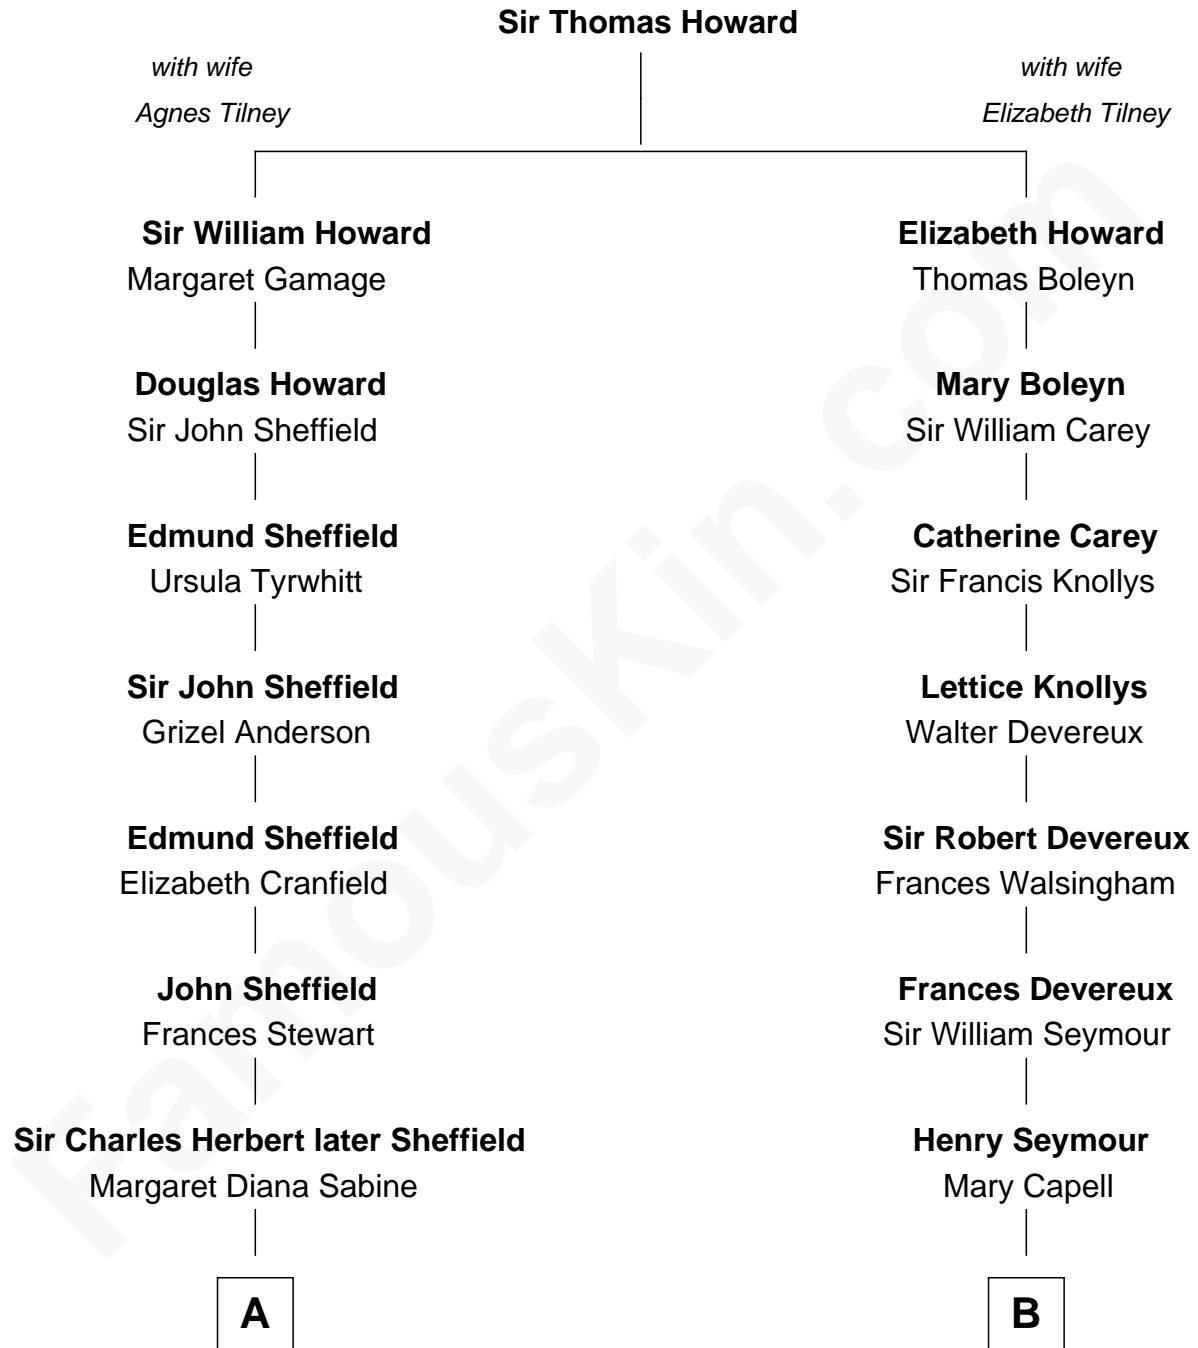 Sir Thomas Howard
with wife
Agnes Tilney
with wife
Elizabeth Tilney
Sir William Howard
Margaret Gamage
Elizabeth Howard
Thomas Boleyn
Douglas Howard
Sir John Sheffield
Mary Boleyn
Sir William Carey
Edmund Sheffield
Ursula Tyrwhitt
Catherine Carey
Sir Francis Knollys
Sir John Sheffield
Grizel Anderson
Lettice Knollys
Walter Devereux
Edmund Sheffield
Elizabeth Cranfield
Sir Robert Devereux
Frances Walsingham
John Sheffield
Frances Stewart
Frances Devereux
Sir William Seymour
Sir Charles Herbert later Sheffield
Margaret Diana Sabine
Henry Seymour
Mary Capell
A
B
FamousKin.com